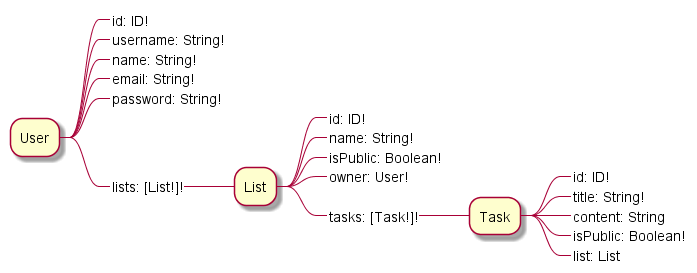 User
id: ID!
username: String!
name: String!
email: String!
password: String!
lists: [List!]!
List
id: ID!
name: String!
isPublic: Boolean!
owner: User!
tasks: [Task!]!
Task
id: ID!
title: String!
content: String
isPublic: Boolean!
list: List